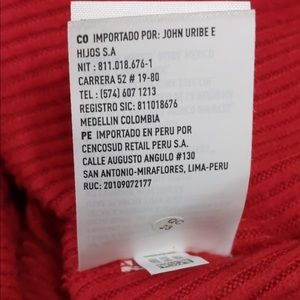 CO IMPORTADO POR: JOHN URIBE E
HIJOS S.A
NIT : 811.018.676-1
CARRERA 52 # 19-80
TEL : (574) 607 1213
REGISTRO SIC: 811018676
MEDELLIN COLOMBIA
PE IMPORTADO EN PERU POR
CENCOSUD RETAIL PERU S.A.
CALLE AUGUSTO ANGULO #130
SAN ANTONIO-MIRAFLORES, LIMA-PERU
RUC: 20109072177
QC